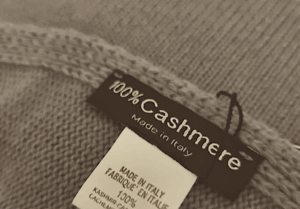 100% Cashmere
Made in Italy
MADE IN ITALY
FABRIQUE EN ITALIE
100%